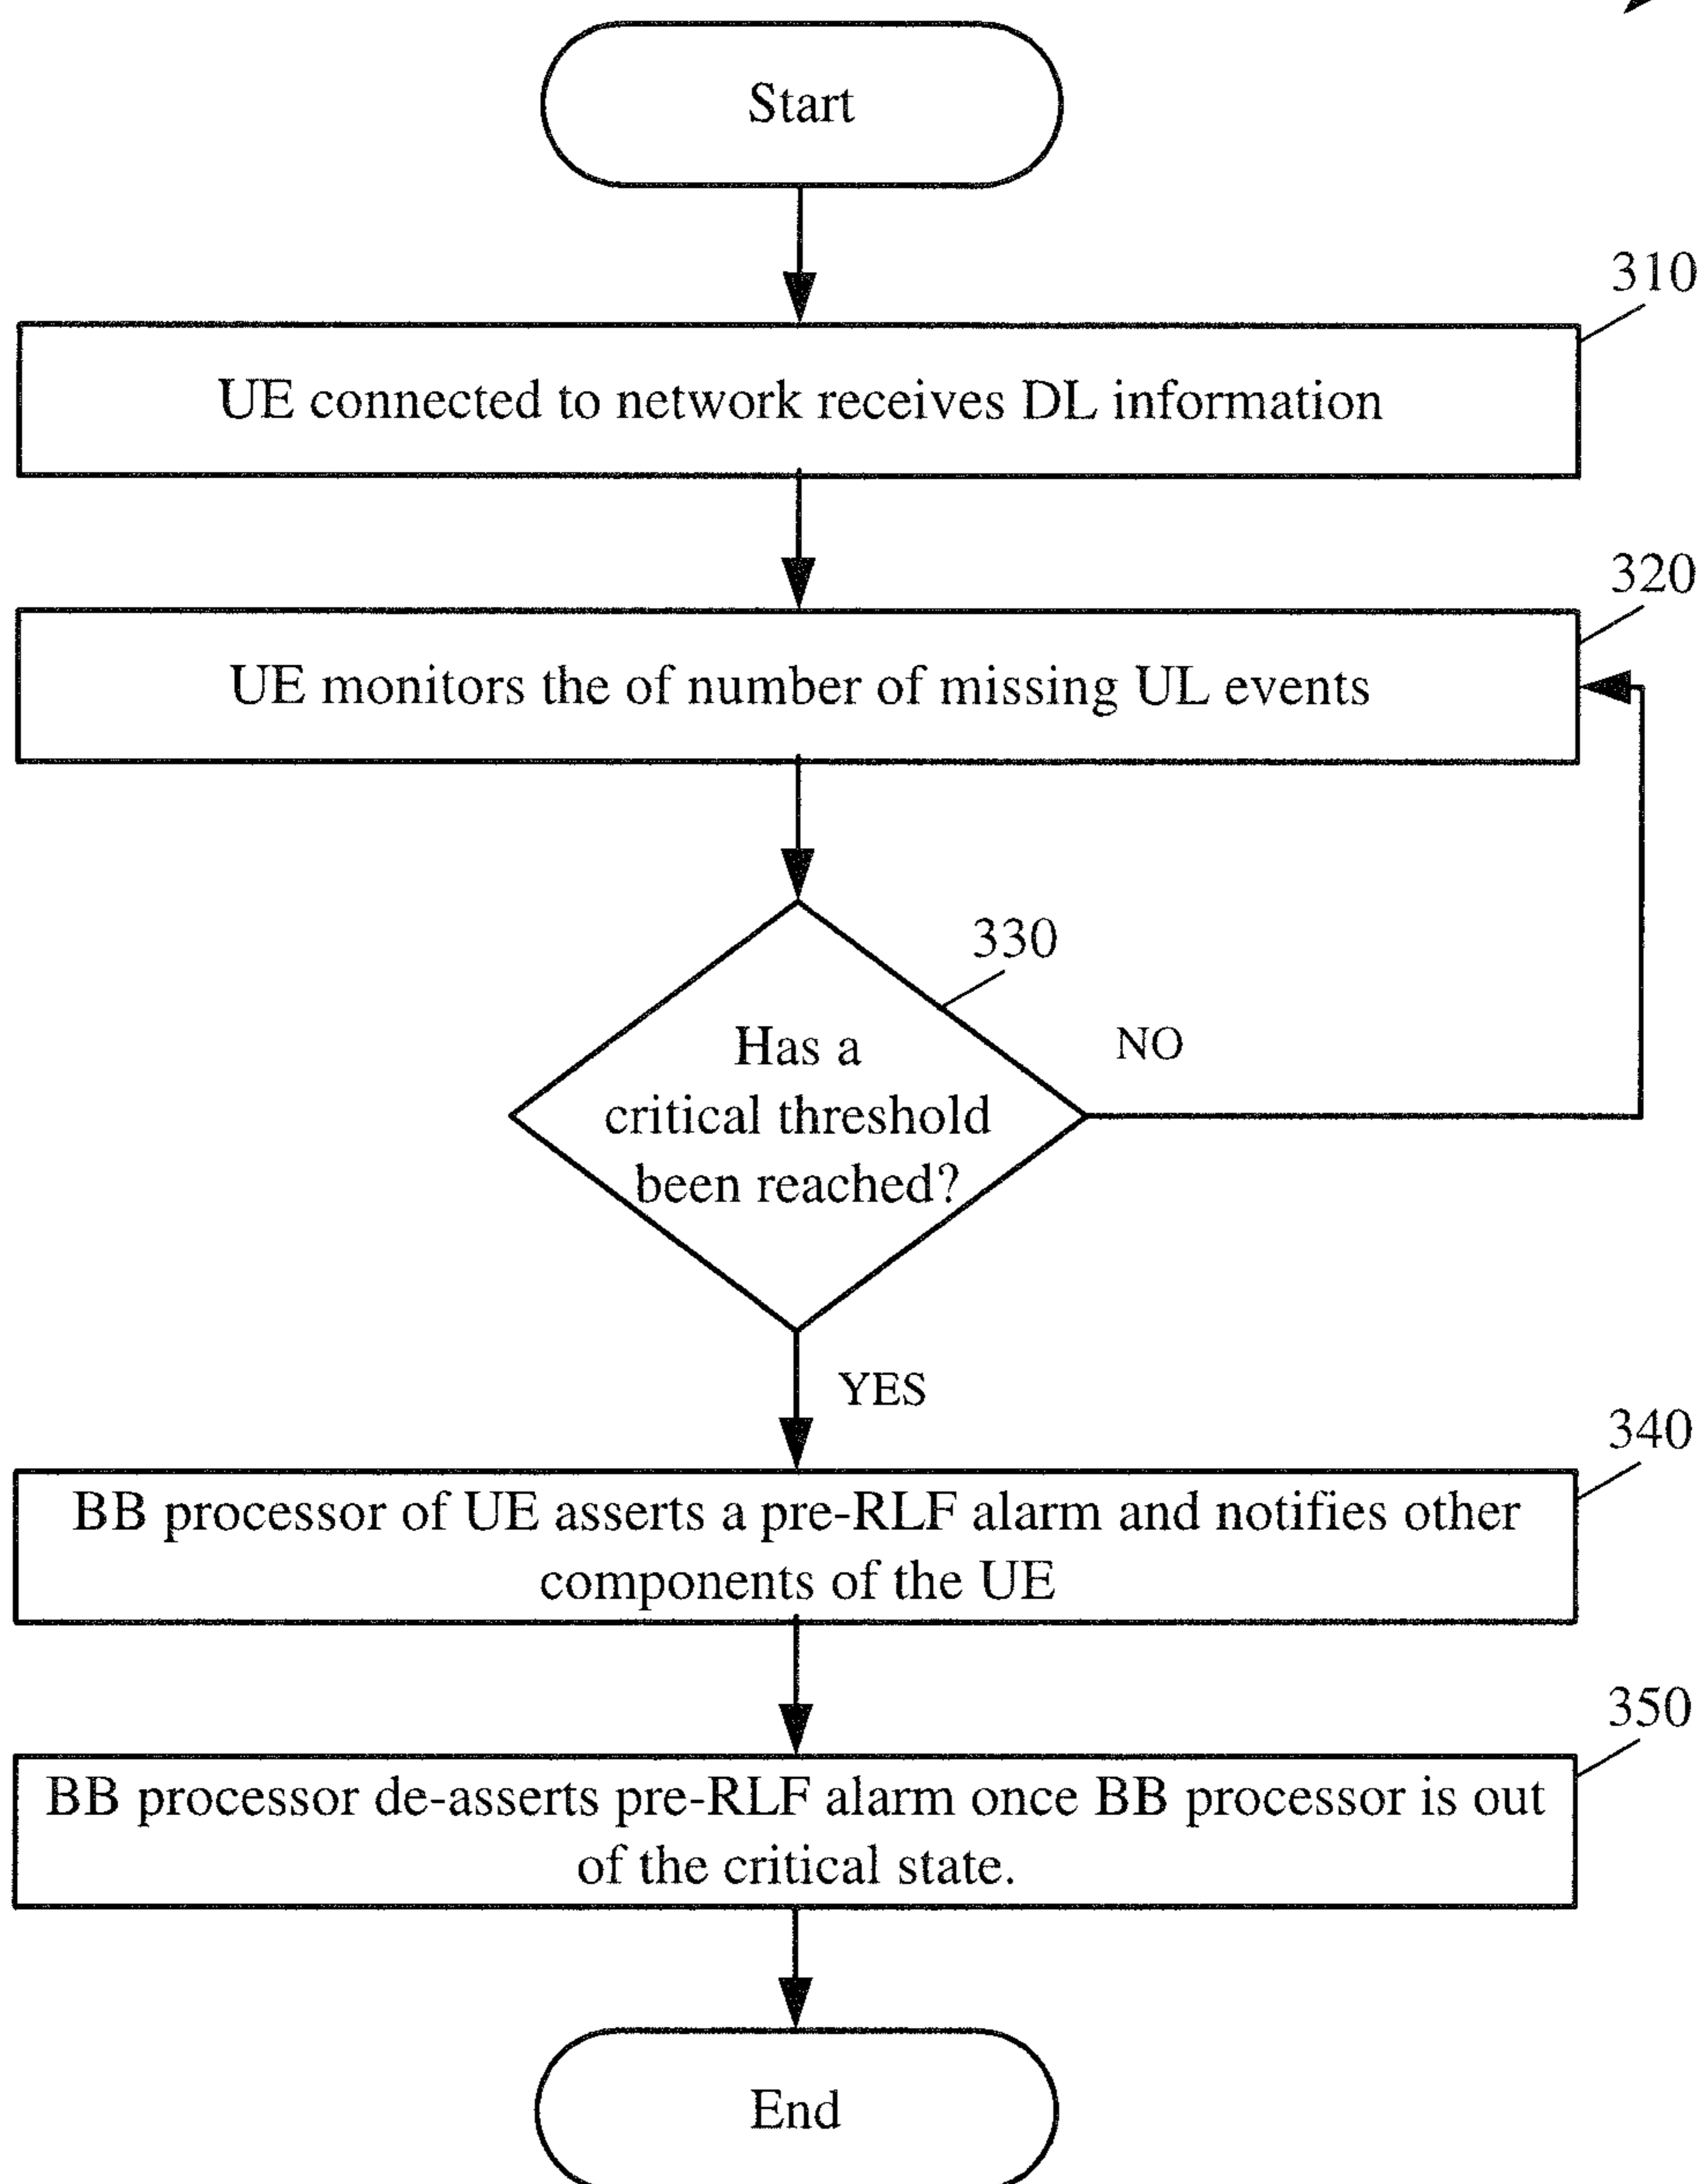 Start
310
UE connected to network receives DL information
320
UE monitors the of number of missing UL events
330
Has a
critical threshold
been reached?
NO
YES
340
BB processor of UE asserts a pre-RLF alarm and notifies other
components of the UE
350
BB processor de-asserts pre-RLF alarm once BB processor is out
of the critical state.
End